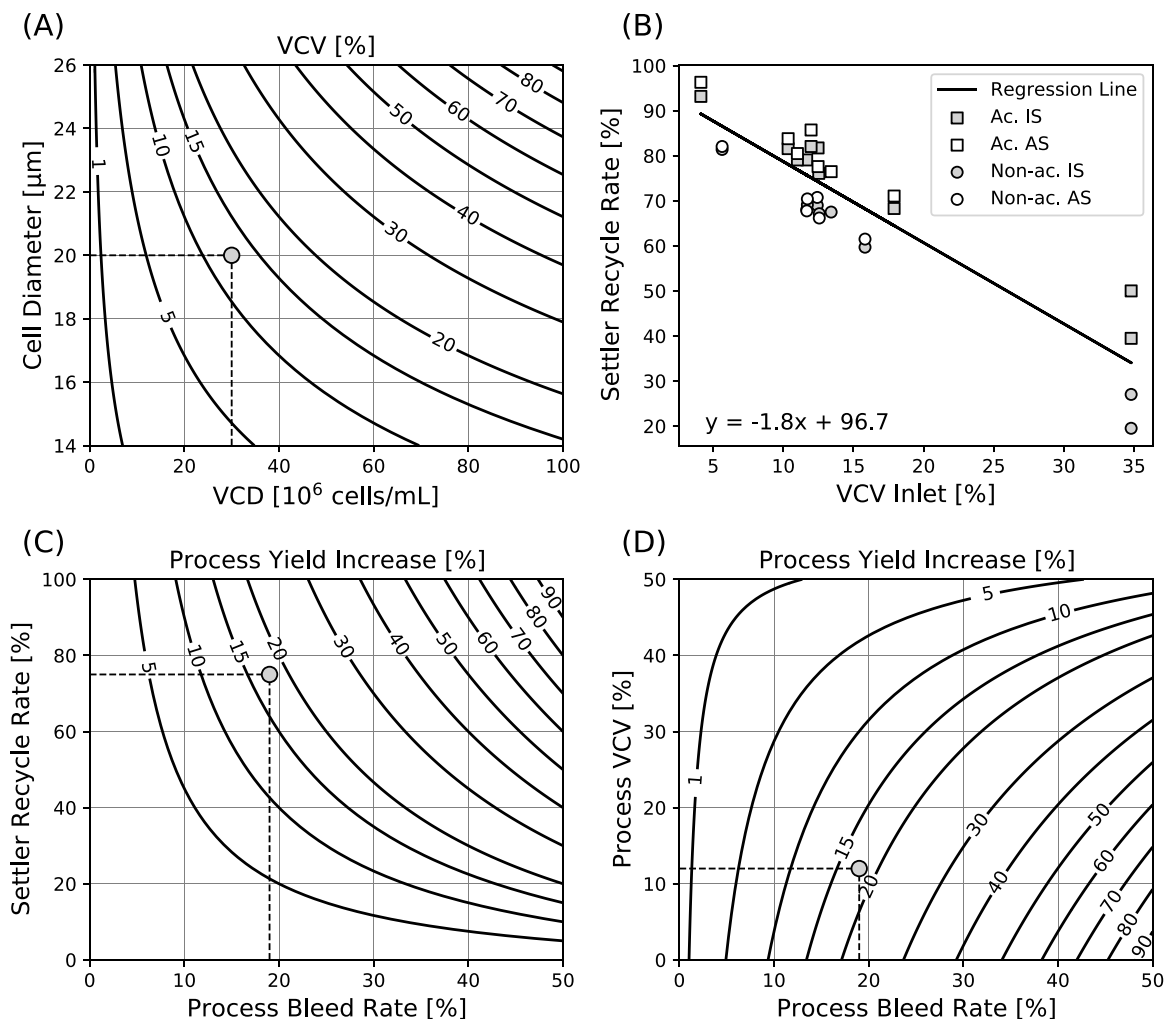 (A)
VCV [%]
26
24
22
20
18
16
14
Cell Diameter [µm]
1
5
10
15
20
30
40
50
60
70
80
0 20 40 60 80 100
VCD [10⁶ cells/mL]
(B)
100
90
80
70
60
50
40
30
20
Settler Recycle Rate [%]
Regression Line
Ac. IS
Ac. AS
Non-ac. IS
Non-ac. AS
y = -1.8x + 96.7
5 10 15 20 25 30 35
VCV Inlet [%]
(C)
Process Yield Increase [%]
100
80
60
40
20
0
Settler Recycle Rate [%]
5
10
15
20
30
40
50
60
70
80
90
0 10 20 30 40 50
Process Bleed Rate [%]
(D)
Process Yield Increase [%]
50
40
30
20
10
0
Process VCV [%]
1
5
10
15
20
30
40
50
60
70
80
90
0 10 20 30 40 50
Process Bleed Rate [%]